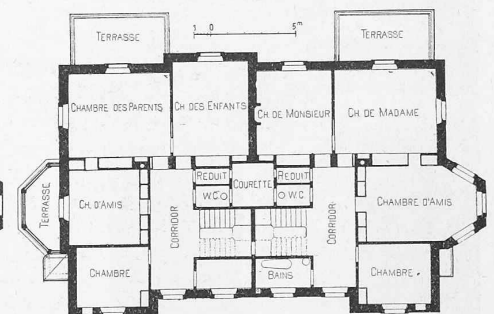 1 0 5m
TERRASSE
TERRASSE
CHAMBRE DES PARENTS
CH. DES ENFANTS
CH. DE MONSIEUR
CH. DE MADAME
REDUIT
REDUIT
COURETTE
W.C.
W.C.
TERRASSE
CH. D'AMIS
CORRIDOR
CORRIDOR
CHAMBRE D'AMIS
CHAMBRE
BAINS
CHAMBRE